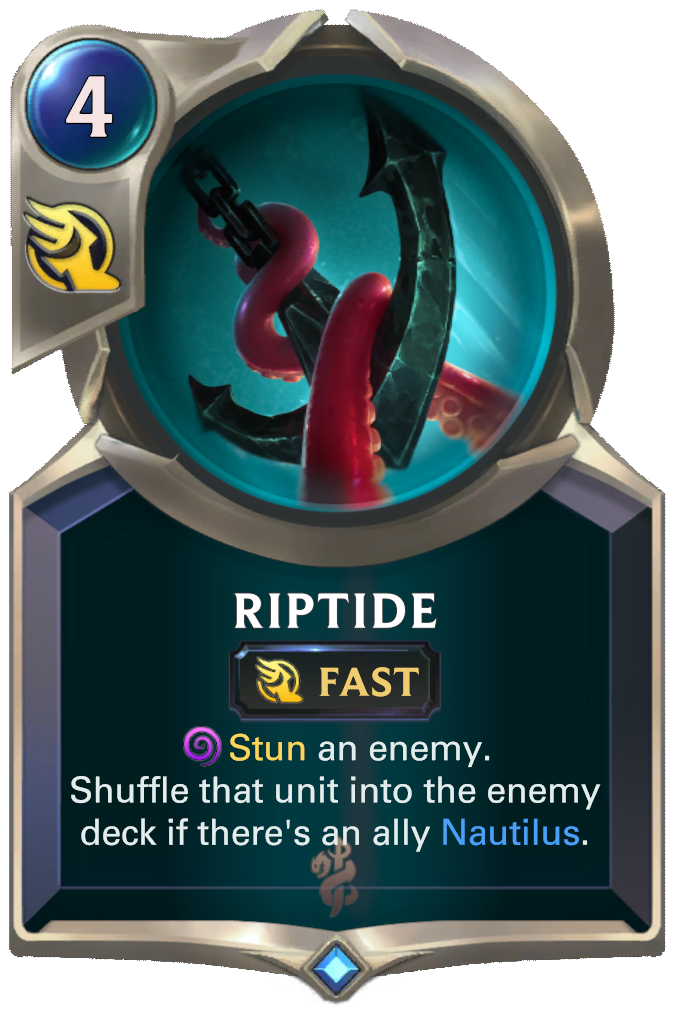 4
RIPTIDE
FAST
Stun an enemy.
Shuffle that unit into the enemy
deck if there's an ally Nautilus.